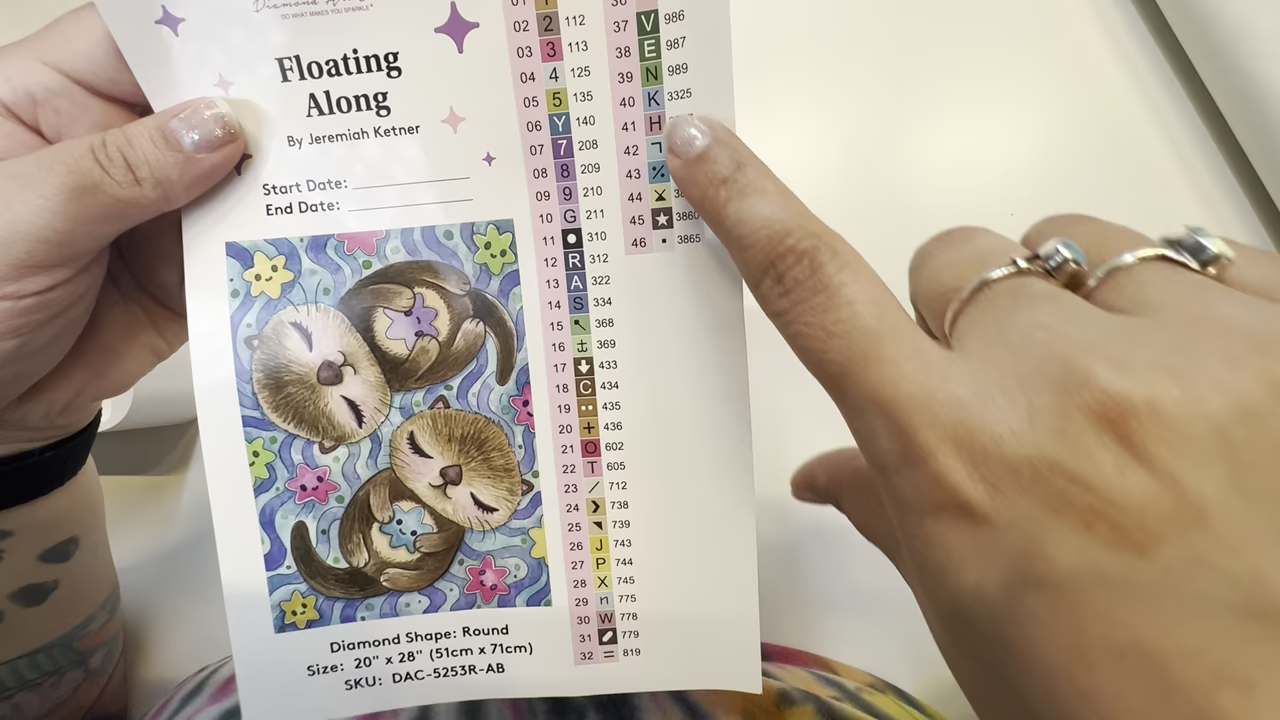 DO WHAT MAKES YOU SPARKLE
Floating
Along
By Jeremiah Ketner
Start Date:
End Date:
Diamond Shape: Round
Size: 20" x 28" (51cm x 71cm)
SKU: DAC-5253R-AB
02 2 112
03 3 113
04 4 125
05 5 135
06 Y 140
07 7 208
08 8 209
09 9 210
10 G 211
11 ● 310
12 R 312
13 A 322
14 S 334
15 368
16 ⚓ 369
17 ⬇ 433
18 C 434
19 •• 435
20 + 436
21 O 602
22 T 605
23 / 712
24 738
25 ◥ 739
26 J 743
27 P 744
28 X 745
29 n 775
30 W 778
31 779
32 = 819
37 V 986
38 E 987
39 N 989
40 K 3325
41 H
42 ¬
43 ٪
44
45 ★ 3860
46 ▪ 3865